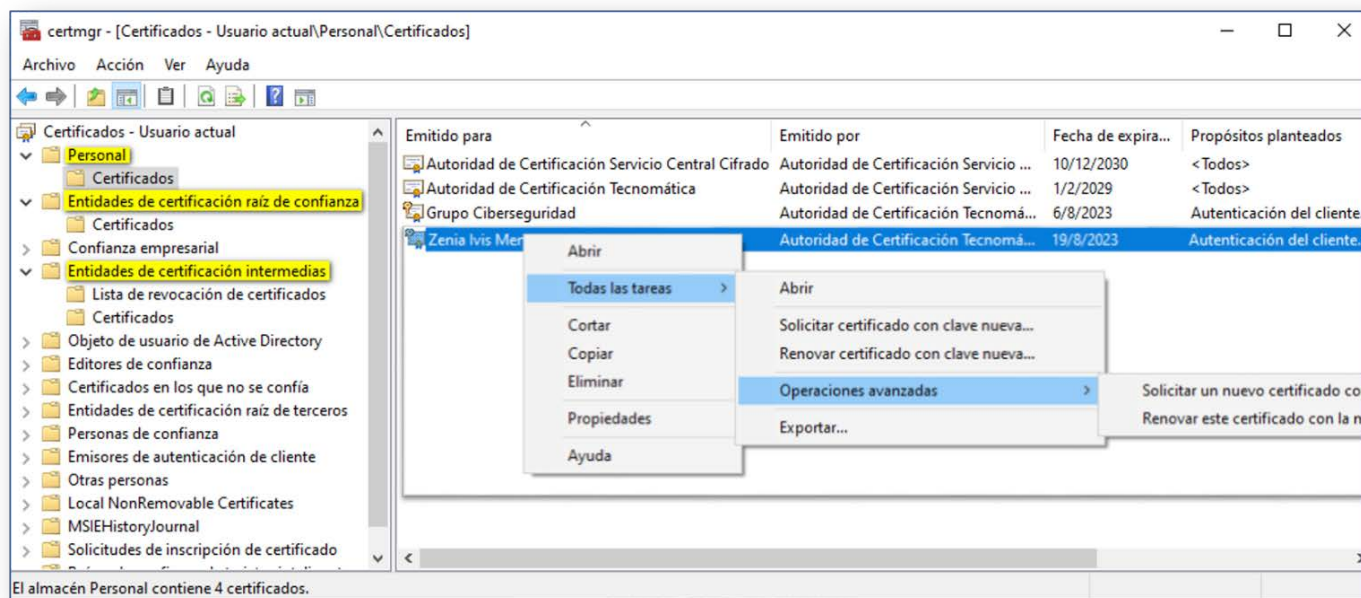 certmgr - [Certificados - Usuario actual\Personal\Certificados]
Archivo Acción Ver Ayuda
Certificados - Usuario actual
Personal
Certificados
Entidades de certificación raíz de confianza
Certificados
Confianza empresarial
Entidades de certificación intermedias
Lista de revocación de certificados
Certificados
Objeto de usuario de Active Directory
Editores de confianza
Certificados en los que no se confía
Entidades de certificación raíz de terceros
Personas de confianza
Emisores de autenticación de cliente
Otras personas
Local NonRemovable Certificates
MSIEHistoryJournal
Solicitudes de inscripción de certificado
Emitido para Emitido por Fecha de expira... Propósitos planteados
Autoridad de Certificación Servicio Central Cifrado Autoridad de Certificación Servicio ... 10/12/2030 <Todos>
Autoridad de Certificación Tecnomática Autoridad de Certificación Servicio ... 1/2/2029 <Todos>
Grupo Ciberseguridad Autoridad de Certificación Tecnomá... 6/8/2023 Autenticación del cliente.
Zenia Ivis Mer Autoridad de Certificación Tecnomá... 19/8/2023 Autenticación del cliente.
Abrir
Todas las tareas
Cortar
Copiar
Eliminar
Propiedades
Ayuda
Abrir
Solicitar certificado con clave nueva...
Renovar certificado con clave nueva...
Operaciones avanzadas
Exportar...
Solicitar un nuevo certificado co
Renovar este certificado con la n
El almacén Personal contiene 4 certificados.